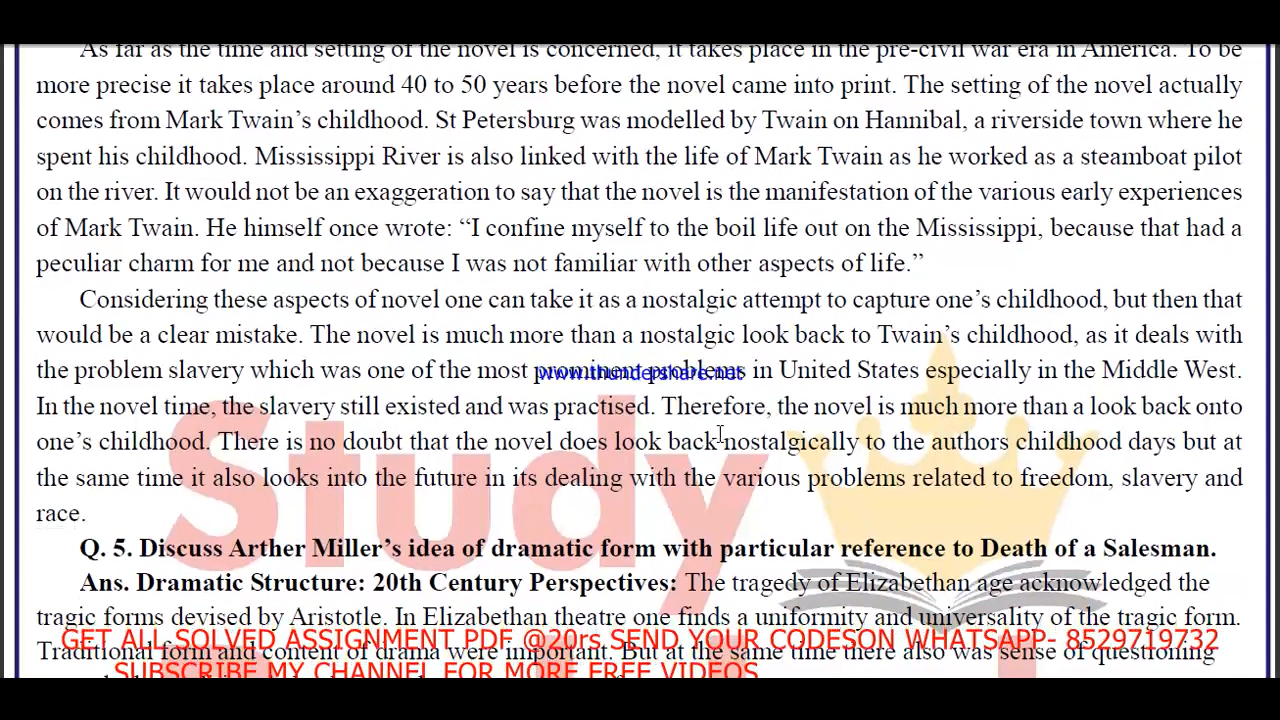 As far as the time and setting of the novel is concerned, it takes place in the pre-civil war era in America. To be
more precise it takes place around 40 to 50 years before the novel came into print. The setting of the novel actually
comes from Mark Twain's childhood. St Petersburg was modelled by Twain on Hannibal, a riverside town where he
spent his childhood. Mississippi River is also linked with the life of Mark Twain as he worked as a steamboat pilot
on the river. It would not be an exaggeration to say that the novel is the manifestation of the various early experiences
of Mark Twain. He himself once wrote: “I confine myself to the boil life out on the Mississippi, because that had a
peculiar charm for me and not because I was not familiar with other aspects of life.”
Considering these aspects of novel one can take it as a nostalgic attempt to capture one's childhood, but then that
would be a clear mistake. The novel is much more than a nostalgic look back to Twain's childhood, as it deals with
the problem slavery which was one of the most prominent problems in United States especially in the Middle West.
www.thundershare.net
In the novel time, the slavery still existed and was practised. Therefore, the novel is much more than a look back onto
one's childhood. There is no doubt that the novel does look back nostalgically to the authors childhood days but at
the same time it also looks into the future in its dealing with the various problems related to freedom, slavery and
race.
Study
Q. 5. Discuss Arther Miller's idea of dramatic form with particular reference to Death of a Salesman.
Ans. Dramatic Structure: 20th Century Perspectives: The tragedy of Elizabethan age acknowledged the
tragic forms devised by Aristotle. In Elizabethan theatre one finds a uniformity and universality of the tragic form.
GET ALL SOLVED ASSIGNMENT PDF @20rs SEND YOUR CODESON WHATSAPP- 8529719732
Traditional form and content of drama were important. But at the same time there also was sense of questioning
SUBSCRIBE MY CHANNEL FOR MORE FREE VIDEOS